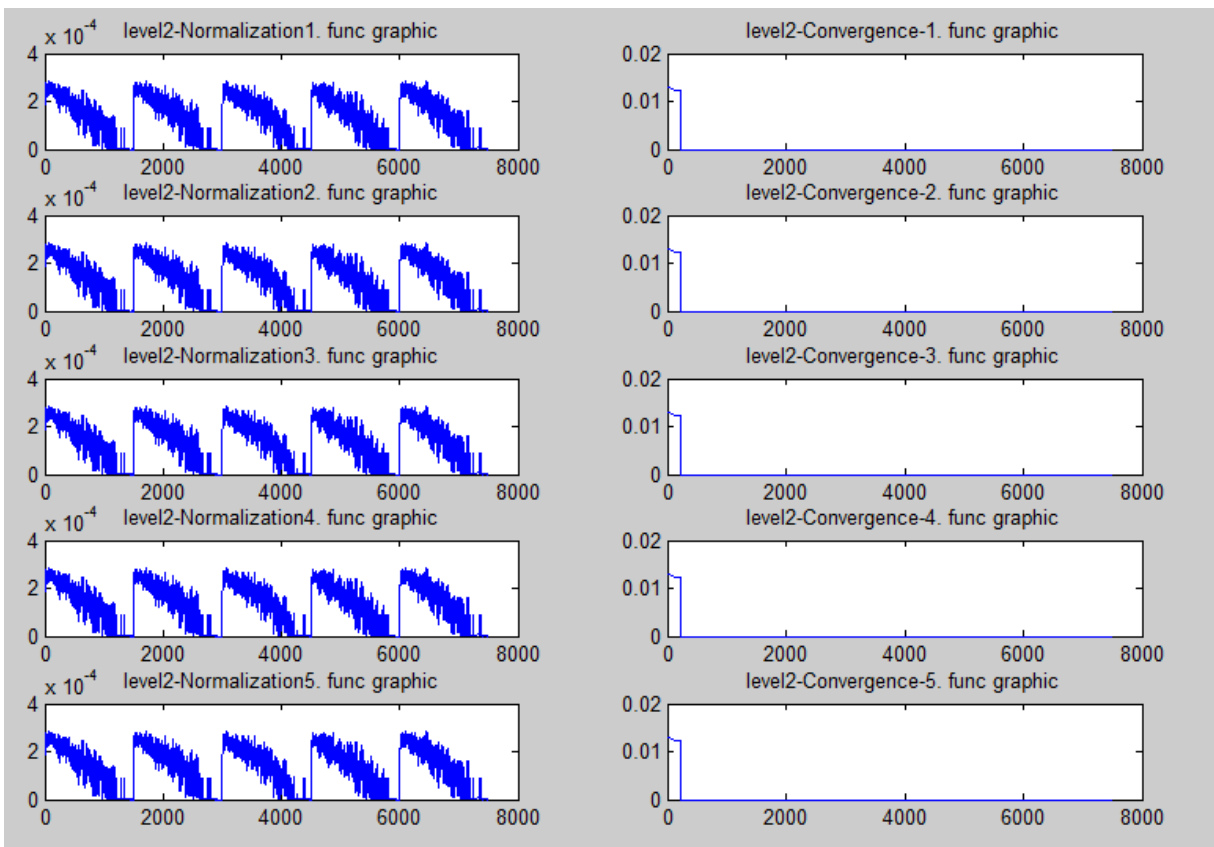 x 10^-4 level2-Normalization1. func graphic
4
2
0
0 2000 4000 6000 8000
level2-Convergence-1. func graphic
0.02
0.01
0
0 2000 4000 6000 8000
x 10^-4 level2-Normalization2. func graphic
4
2
0
0 2000 4000 6000 8000
level2-Convergence-2. func graphic
0.02
0.01
0
0 2000 4000 6000 8000
x 10^-4 level2-Normalization3. func graphic
4
2
0
0 2000 4000 6000 8000
level2-Convergence-3. func graphic
0.02
0.01
0
0 2000 4000 6000 8000
x 10^-4 level2-Normalization4. func graphic
4
2
0
0 2000 4000 6000 8000
level2-Convergence-4. func graphic
0.02
0.01
0
0 2000 4000 6000 8000
x 10^-4 level2-Normalization5. func graphic
4
2
0
0 2000 4000 6000 8000
level2-Convergence-5. func graphic
0.02
0.01
0
0 2000 4000 6000 8000